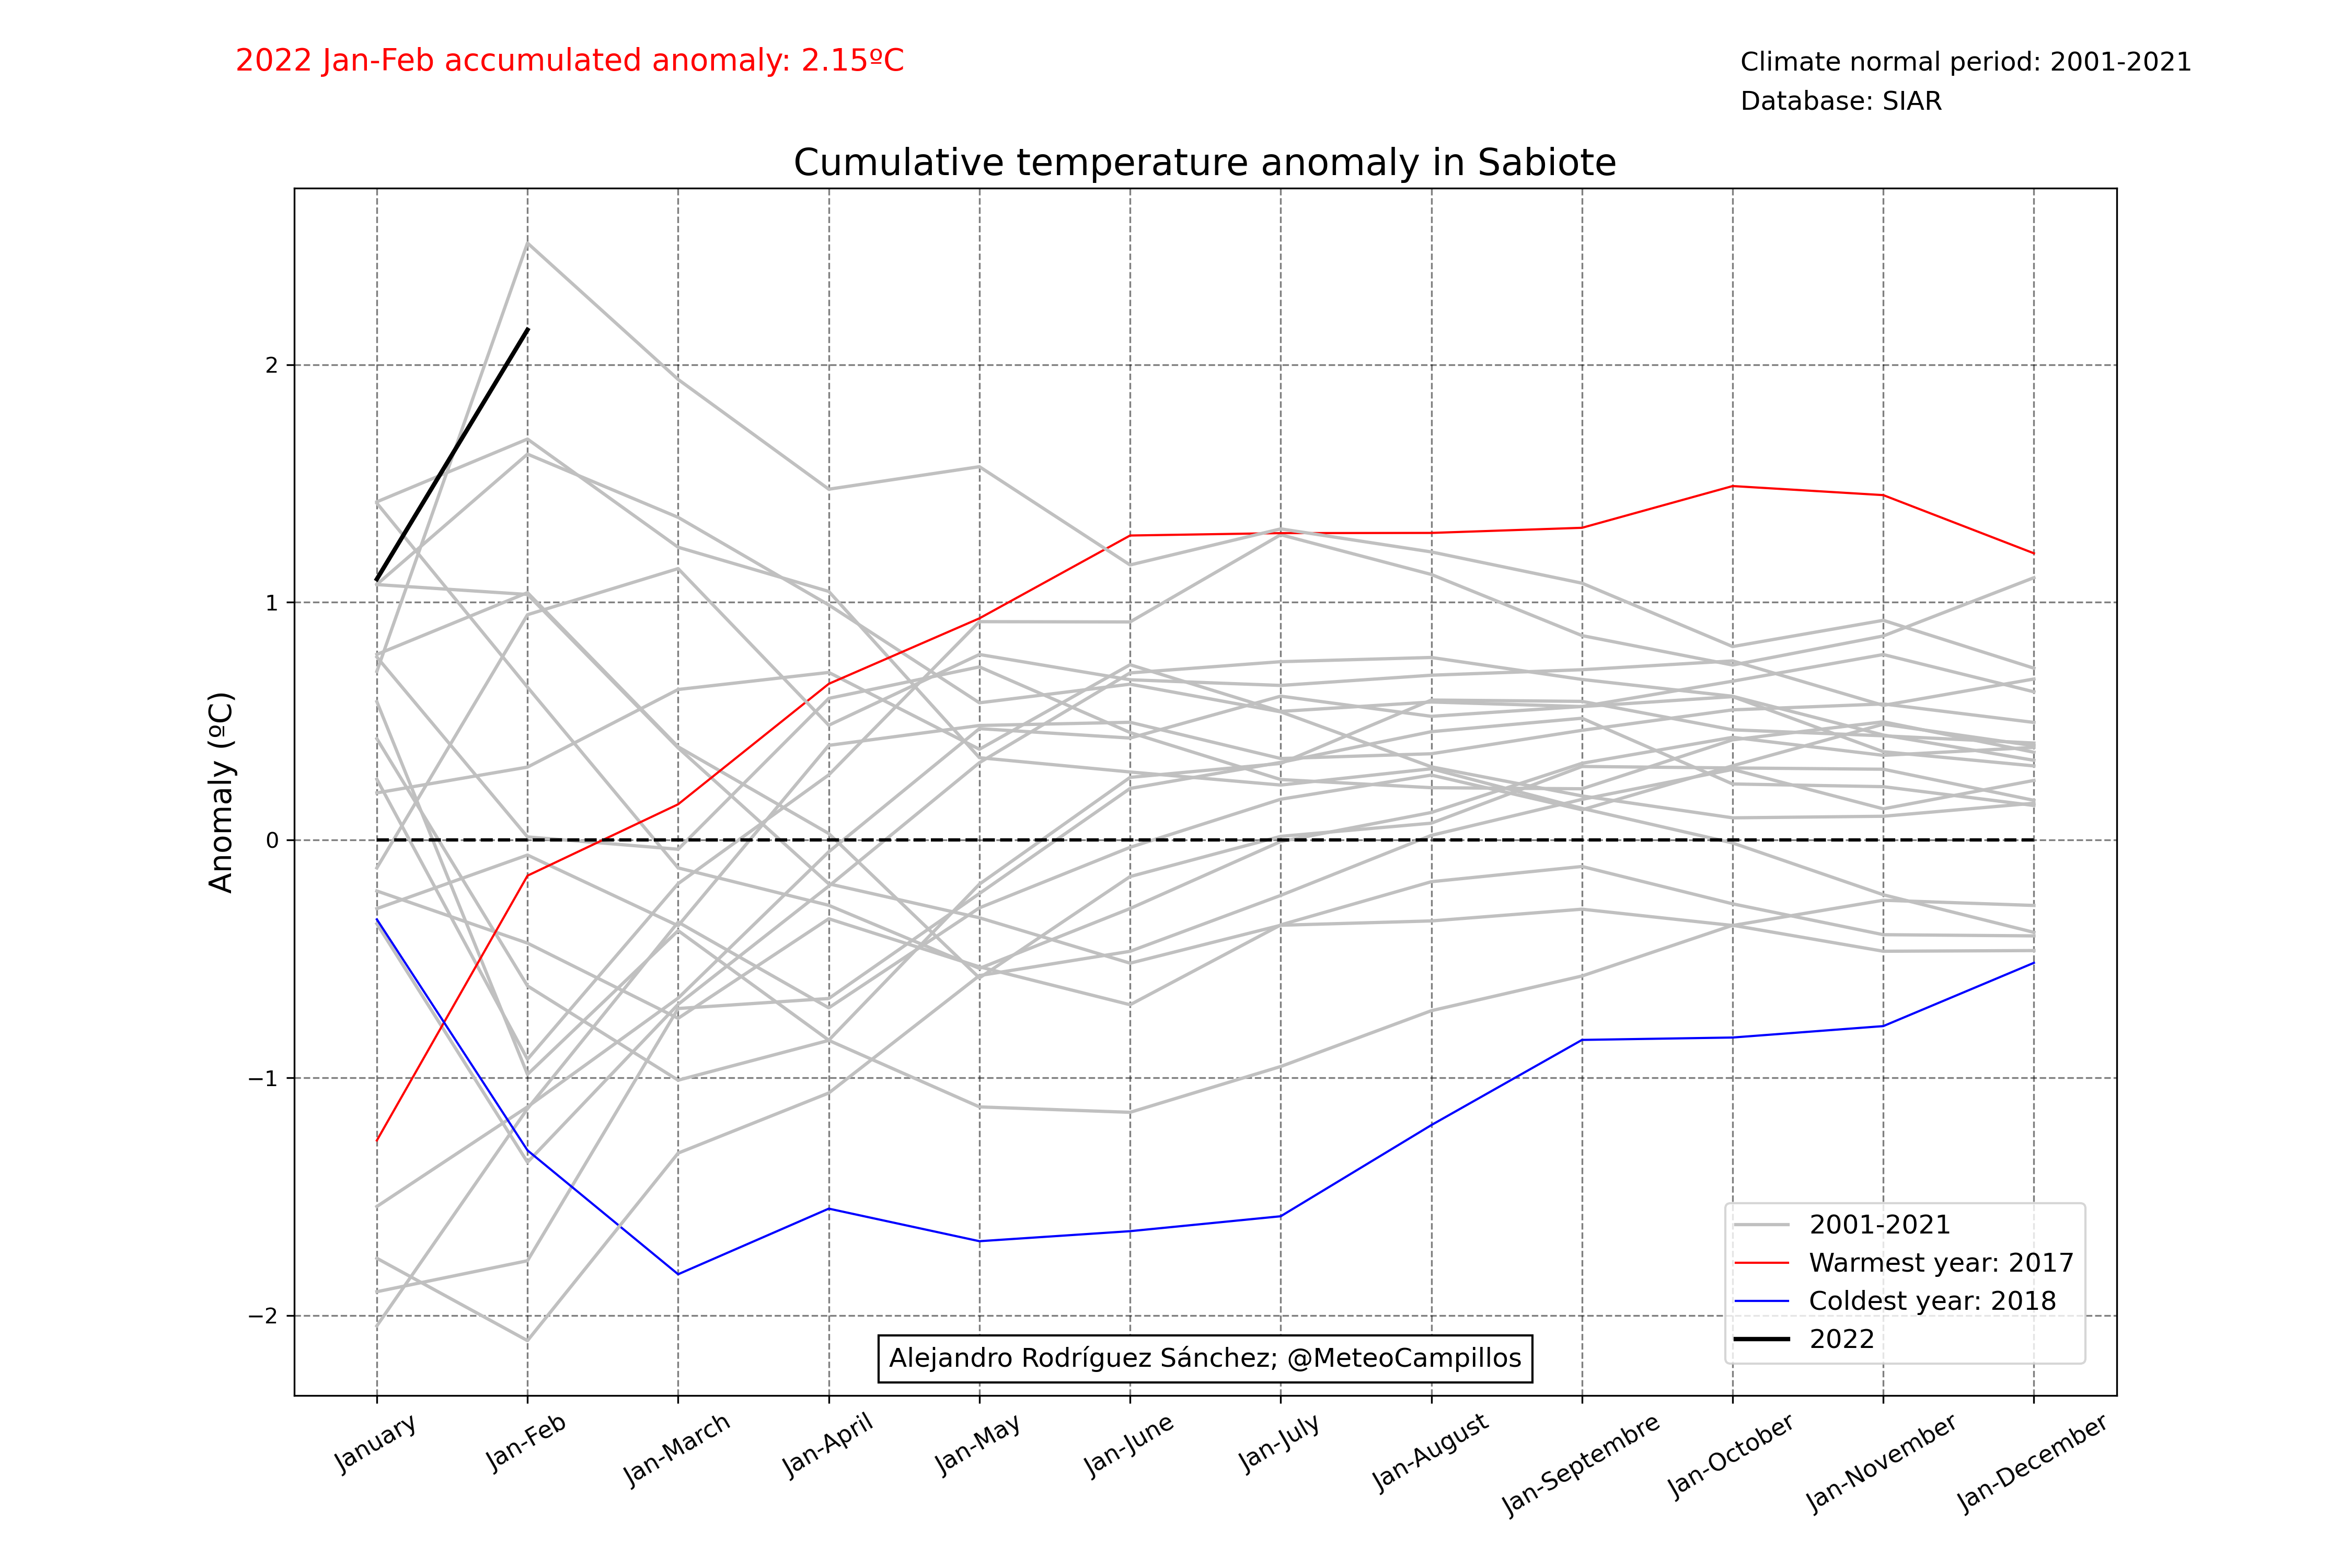 2022 Jan-Feb accumulated anomaly: 2.15ºC
Climate normal period: 2001-2021
Database: SIAR
Cumulative temperature anomaly in Sabiote
Anomaly (ºC)
2
1
0
−1
−2
2001-2021
Warmest year: 2017
Coldest year: 2018
2022
Alejandro Rodríguez Sánchez; @MeteoCampillos
January
Jan-Feb
Jan-March
Jan-April
Jan-May
Jan-June
Jan-July
Jan-August
Jan-Septembre
Jan-October
Jan-November
Jan-December